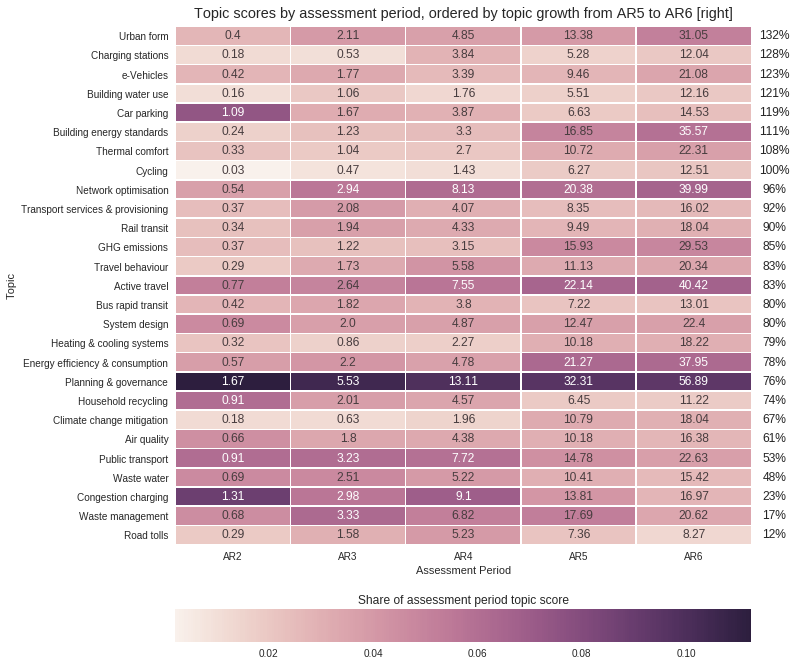 Topic scores by assessment period, ordered by topic growth from AR5 to AR6 [right]
Urban form 0.4 2.11 4.85 13.38 31.05 132%
Charging stations 0.18 0.53 3.84 5.28 12.04 128%
e-Vehicles 0.42 1.77 3.39 9.46 21.08 123%
Building water use 0.16 1.06 1.76 5.51 12.16 121%
Car parking 1.09 1.67 3.87 6.63 14.53 119%
Building energy standards 0.24 1.23 3.3 16.85 35.57 111%
Thermal comfort 0.33 1.04 2.7 10.72 22.31 108%
Cycling 0.03 0.47 1.43 6.27 12.51 100%
Network optimisation 0.54 2.94 8.13 20.38 39.99 96%
Transport services & provisioning 0.37 2.08 4.07 8.35 16.02 92%
Rail transit 0.34 1.94 4.33 9.49 18.04 90%
GHG emissions 0.37 1.22 3.15 15.93 29.53 85%
Travel behaviour 0.29 1.73 5.58 11.13 20.34 83%
Active travel 0.77 2.64 7.55 22.14 40.42 83%
Bus rapid transit 0.42 1.82 3.8 7.22 13.01 80%
System design 0.69 2.0 4.87 12.47 22.4 80%
Heating & cooling systems 0.32 0.86 2.27 10.18 18.22 79%
Energy efficiency & consumption 0.57 2.2 4.78 21.27 37.95 78%
Planning & governance 1.67 5.53 13.11 32.31 56.89 76%
Household recycling 0.91 2.01 4.57 6.45 11.22 74%
Climate change mitigation 0.18 0.63 1.96 10.79 18.04 67%
Air quality 0.66 1.8 4.38 10.18 16.38 61%
Public transport 0.91 3.23 7.72 14.78 22.63 53%
Waste water 0.69 2.51 5.22 10.41 15.42 48%
Congestion charging 1.31 2.98 9.1 13.81 16.97 23%
Waste management 0.68 3.33 6.82 17.69 20.62 17%
Road tolls 0.29 1.58 5.23 7.36 8.27 12%
Topic
AR2 AR3 AR4 AR5 AR6
Assessment Period
Share of assessment period topic score
0.02 0.04 0.06 0.08 0.10